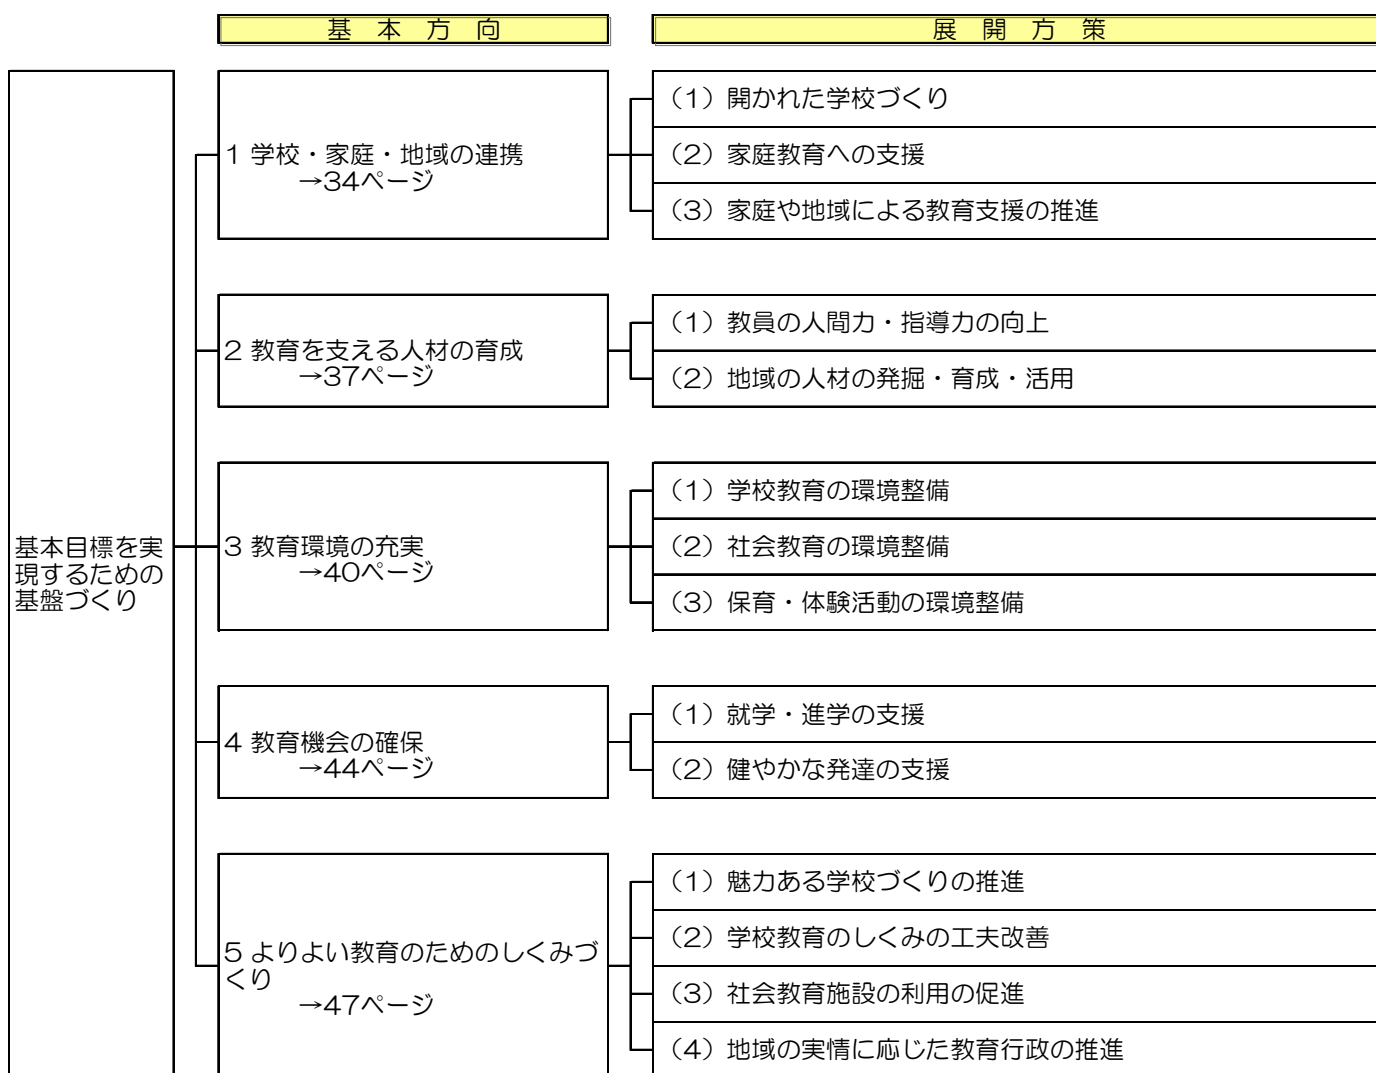 基本方向
展開方策
基本目標を実
現するための
基盤づくり
1 学校・家庭・地域の連携
→34ページ
(1) 開かれた学校づくり
(2) 家庭教育への支援
(3) 家庭や地域による教育支援の推進
2 教育を支える人材の育成
→37ページ
(1) 教員の人間力・指導力の向上
(2) 地域の人材の発掘・育成・活用
3 教育環境の充実
→40ページ
(1) 学校教育の環境整備
(2) 社会教育の環境整備
(3) 保育・体験活動の環境整備
4 教育機会の確保
→44ページ
(1) 就学・進学の支援
(2) 健やかな発達の支援
5 よりよい教育のためのしくみづ
くり
→47ページ
(1) 魅力ある学校づくりの推進
(2) 学校教育のしくみの工夫改善
(3) 社会教育施設の利用の促進
(4) 地域の実情に応じた教育行政の推進